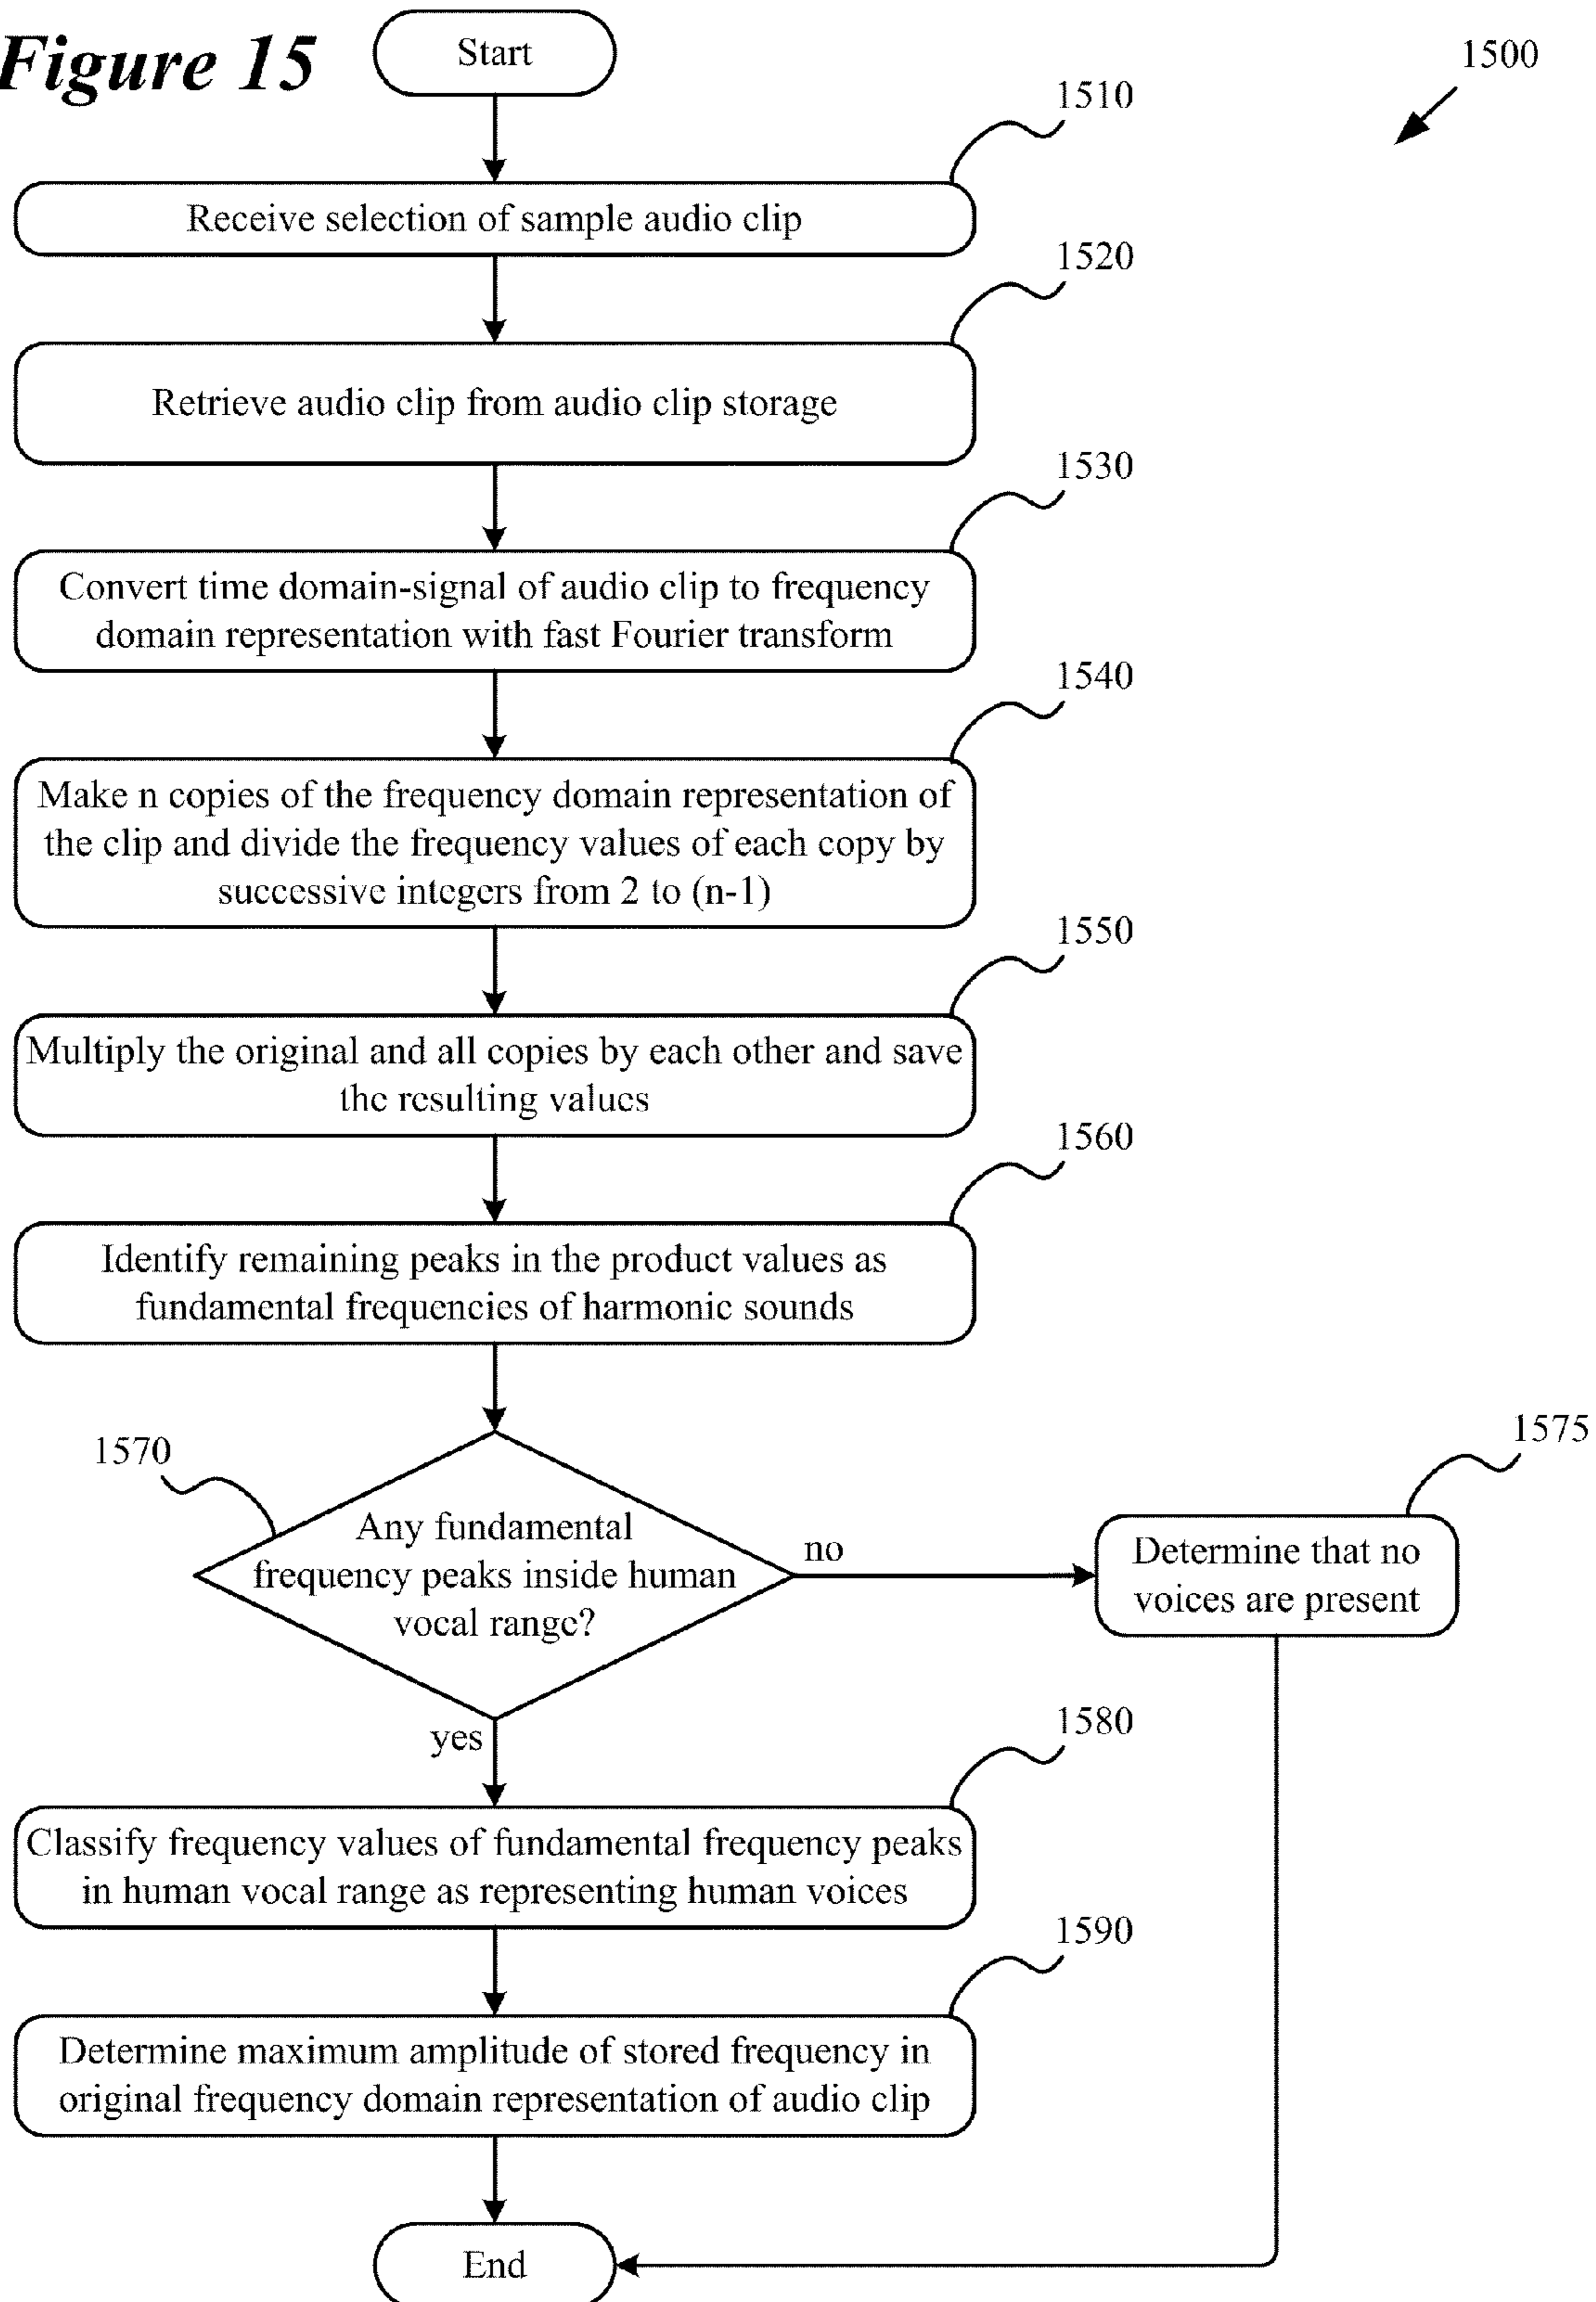 Figure 15
Start
1500
1510
Receive selection of sample audio clip
1520
Retrieve audio clip from audio clip storage
1530
Convert time domain-signal of audio clip to frequency
domain representation with fast Fourier transform
1540
Make n copies of the frequency domain representation of
the clip and divide the frequency values of each copy by
successive integers from 2 to (n-1)
1550
Multiply the original and all copies by each other and save
the resulting values
1560
Identify remaining peaks in the product values as
fundamental frequencies of harmonic sounds
1570
Any fundamental
frequency peaks inside human
vocal range?
no
1575
Determine that no
voices are present
yes
1580
Classify frequency values of fundamental frequency peaks
in human vocal range as representing human voices
1590
Determine maximum amplitude of stored frequency in
original frequency domain representation of audio clip
End